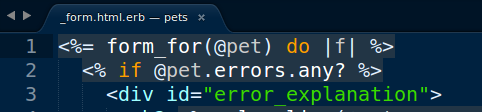 _form.html.erb — pets ×
1 <%= form_for(@pet) do |f| %>
2 <% if @pet.errors.any? %>
3 <div id="error_explanation">